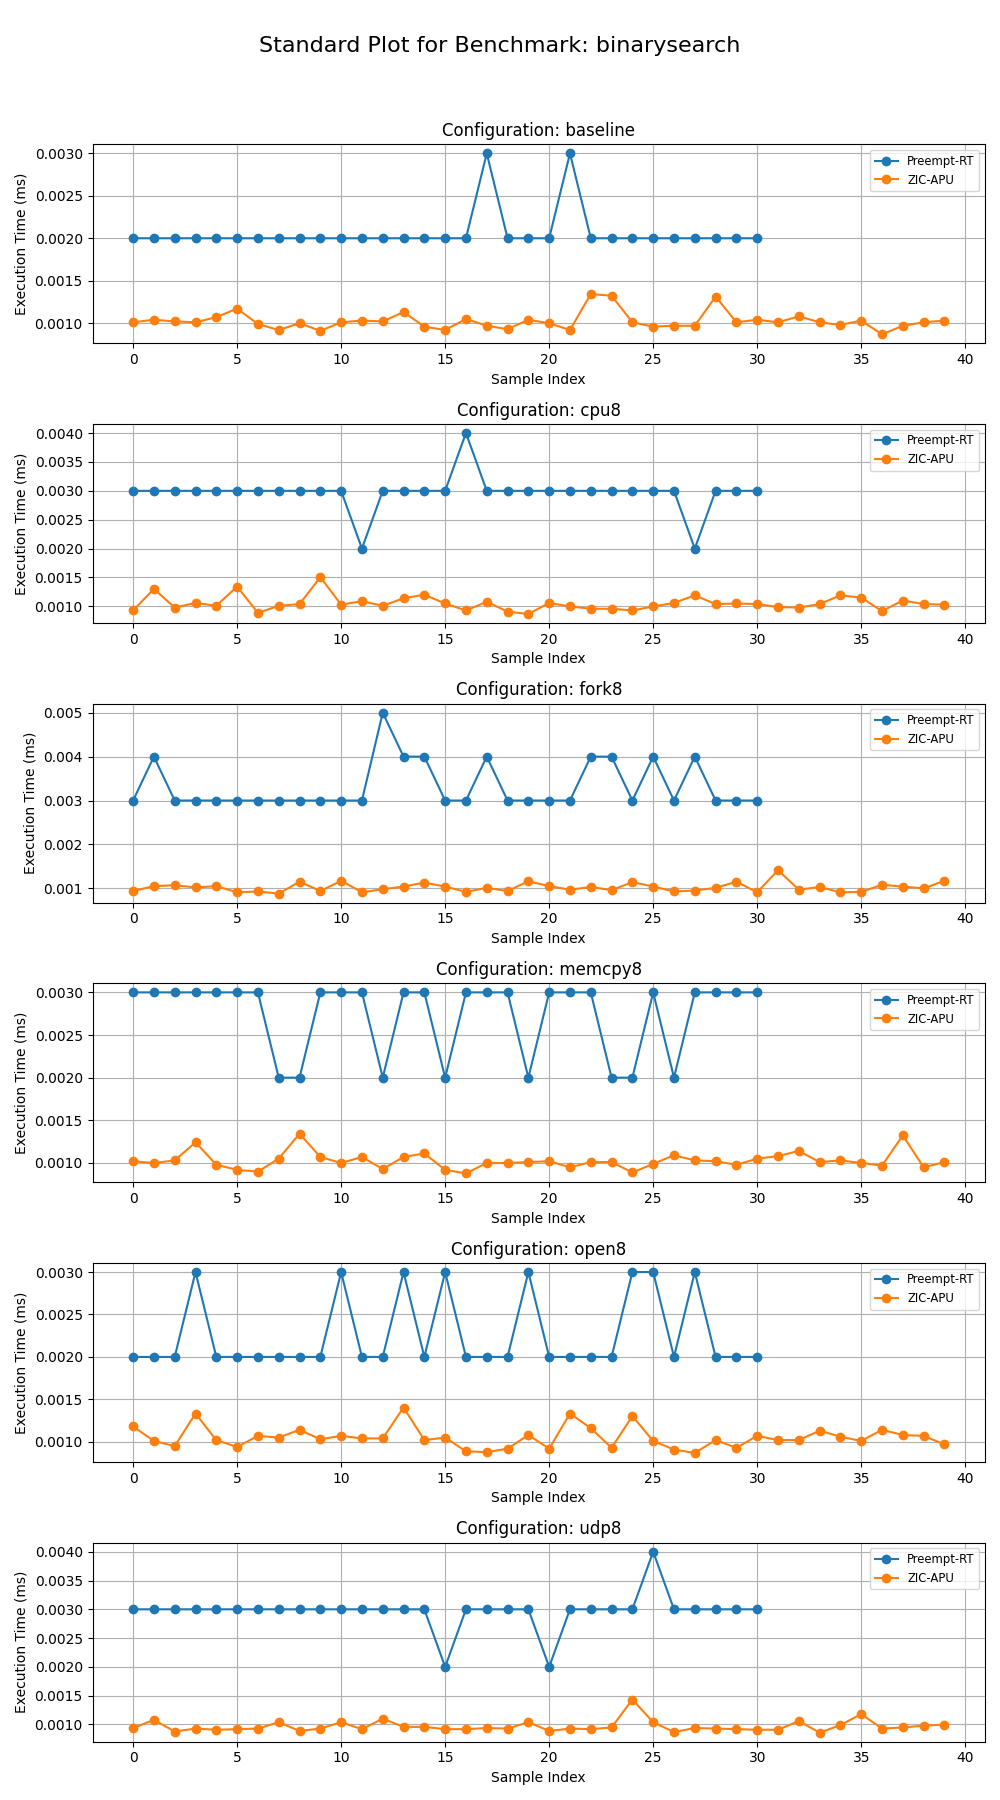 Standard Plot for Benchmark: binarysearch
Configuration: baseline
Execution Time (ms)
0.0030
0.0025
0.0020
0.0015
0.0010
Preempt-RT
ZIC-APU
0 5 10 15 20 25 30 35 40
Sample Index
Configuration: cpu8
Execution Time (ms)
0.0040
0.0035
0.0030
0.0025
0.0020
0.0015
0.0010
Preempt-RT
ZIC-APU
0 5 10 15 20 25 30 35 40
Sample Index
Configuration: fork8
Execution Time (ms)
0.005
0.004
0.003
0.002
0.001
Preempt-RT
ZIC-APU
0 5 10 15 20 25 30 35 40
Sample Index
Configuration: memcpy8
Execution Time (ms)
0.0030
0.0025
0.0020
0.0015
0.0010
Preempt-RT
ZIC-APU
0 5 10 15 20 25 30 35 40
Sample Index
Configuration: open8
Execution Time (ms)
0.0030
0.0025
0.0020
0.0015
0.0010
Preempt-RT
ZIC-APU
0 5 10 15 20 25 30 35 40
Sample Index
Configuration: udp8
Execution Time (ms)
0.0040
0.0035
0.0030
0.0025
0.0020
0.0015
0.0010
Preempt-RT
ZIC-APU
0 5 10 15 20 25 30 35 40
Sample Index